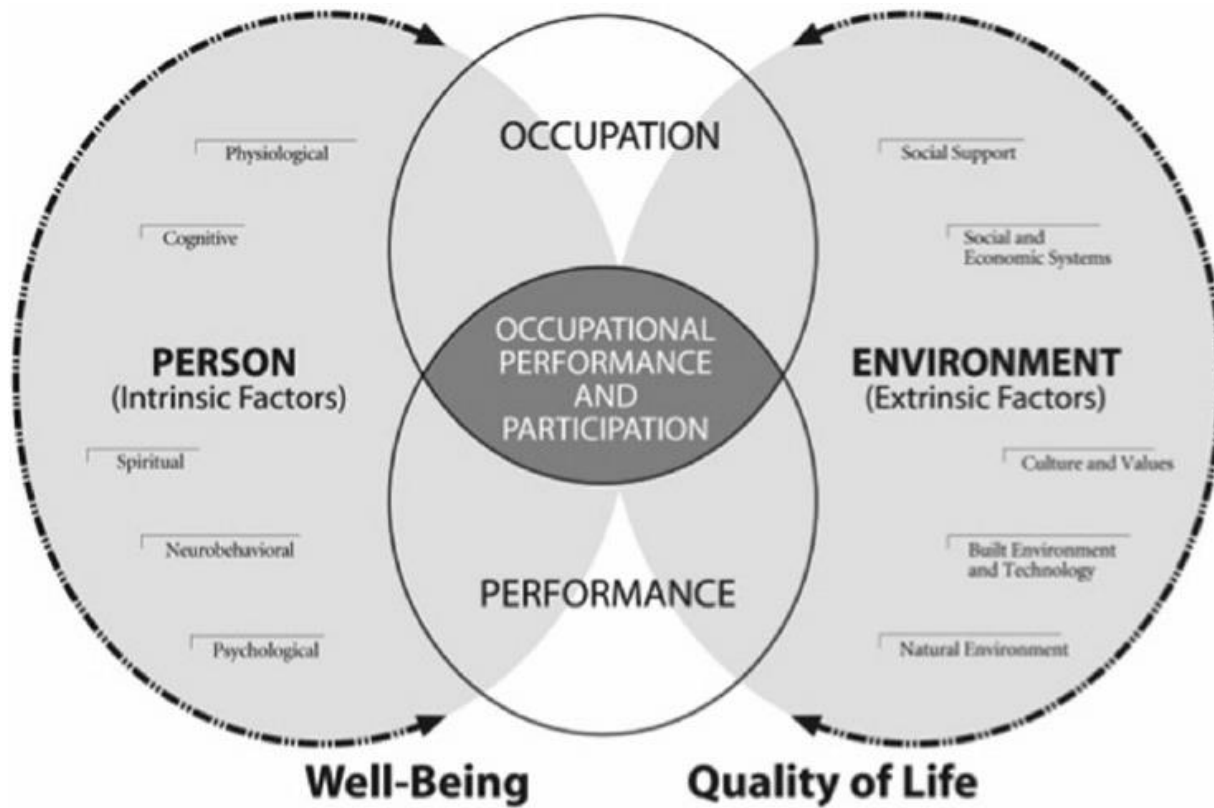 OCCUPATION
Physiological
Social Support
Cognitive
Social and
Economic Systems
OCCUPATIONAL
PERFORMANCE
AND
PARTICIPATION
PERSON
(Intrinsic Factors)
ENVIRONMENT
(Extrinsic Factors)
Spiritual
Culture and Values
Neurobehavioral
Built Environment
and Technology
PERFORMANCE
Psychological
Natural Environment
Well-Being
Quality of Life